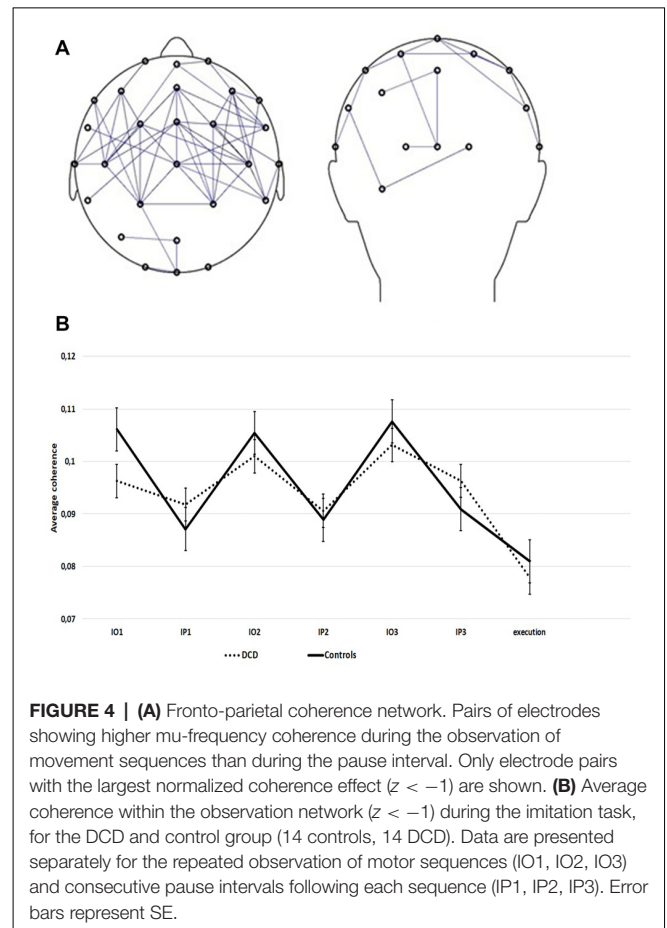 A
B
0,12
0,11
0,1
0,09
0,08
0,07
Average coherence
IO1 IP1 IO2 IP2 IO3 IP3 execution
DCD Controls
FIGURE 4 | (A) Fronto-parietal coherence network. Pairs of electrodes
showing higher mu-frequency coherence during the observation of
movement sequences than during the pause interval. Only electrode pairs
with the largest normalized coherence effect (z < −1) are shown. (B) Average
coherence within the observation network (z < −1) during the imitation task,
for the DCD and control group (14 controls, 14 DCD). Data are presented
separately for the repeated observation of motor sequences (IO1, IO2, IO3)
and consecutive pause intervals following each sequence (IP1, IP2, IP3). Error
bars represent SE.